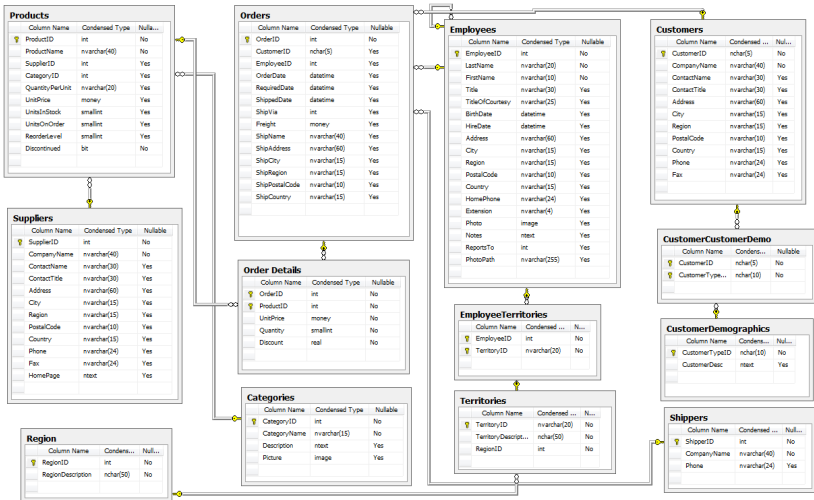 Products
Column Name Condensed Type Nulla...
ProductID int No
ProductName nvarchar(40) No
SupplierID int Yes
CategoryID int Yes
QuantityPerUnit nvarchar(20) Yes
UnitPrice money Yes
UnitsInStock smallint Yes
UnitsOnOrder smallint Yes
ReorderLevel smallint Yes
Discontinued bit No
Suppliers
Column Name Condensed Type Nullable
SupplierID int No
CompanyName nvarchar(40) No
ContactName nvarchar(30) Yes
ContactTitle nvarchar(30) Yes
Address nvarchar(60) Yes
City nvarchar(15) Yes
Region nvarchar(15) Yes
PostalCode nvarchar(10) Yes
Country nvarchar(15) Yes
Phone nvarchar(24) Yes
Fax nvarchar(24) Yes
HomePage ntext Yes
Region
Column Name Condens... Null...
RegionID int No
RegionDescription nchar(50) No
Orders
Column Name Condensed Type Nullable
OrderID int No
CustomerID nchar(5) Yes
EmployeeID int Yes
OrderDate datetime Yes
RequiredDate datetime Yes
ShippedDate datetime Yes
ShipVia int Yes
Freight money Yes
ShipName nvarchar(40) Yes
ShipAddress nvarchar(60) Yes
ShipCity nvarchar(15) Yes
ShipRegion nvarchar(15) Yes
ShipPostalCode nvarchar(10) Yes
ShipCountry nvarchar(15) Yes
Order Details
Column Name Condensed Type Nullable
OrderID int No
ProductID int No
UnitPrice money No
Quantity smallint No
Discount real No
Categories
Column Name Condensed Type Nullable
CategoryID int No
CategoryName nvarchar(15) No
Description ntext Yes
Picture image Yes
Employees
Column Name Condensed Type Nullable
EmployeeID int No
LastName nvarchar(20) No
FirstName nvarchar(10) No
Title nvarchar(30) Yes
TitleOfCourtesy nvarchar(25) Yes
BirthDate datetime Yes
HireDate datetime Yes
Address nvarchar(60) Yes
City nvarchar(15) Yes
Region nvarchar(15) Yes
PostalCode nvarchar(10) Yes
Country nvarchar(15) Yes
HomePhone nvarchar(24) Yes
Extension nvarchar(4) Yes
Photo image Yes
Notes ntext Yes
ReportsTo int Yes
PhotoPath nvarchar(255) Yes
EmployeeTerritories
Column Name Condensed ... N...
EmployeeID int No
TerritoryID nvarchar(20) No
Territories
Column Name Condensed ... N...
TerritoryID nvarchar(20) No
TerritoryDescript... nchar(50) No
RegionID int No
Customers
Column Name Condensed ... Nullable
CustomerID nchar(5) No
CompanyName nvarchar(40) No
ContactName nvarchar(30) Yes
ContactTitle nvarchar(30) Yes
Address nvarchar(60) Yes
City nvarchar(15) Yes
Region nvarchar(15) Yes
PostalCode nvarchar(10) Yes
Country nvarchar(15) Yes
Phone nvarchar(24) Yes
Fax nvarchar(24) Yes
CustomerCustomerDemo
Column Name Condens... Nullable
CustomerID nchar(5) No
CustomerType... nchar(10) No
CustomerDemographics
Column Name Condens... Nul...
CustomerTypeID nchar(10) No
CustomerDesc ntext Yes
Shippers
Column Name Condensed ... Null...
ShipperID int No
CompanyName nvarchar(40) No
Phone nvarchar(24) Yes